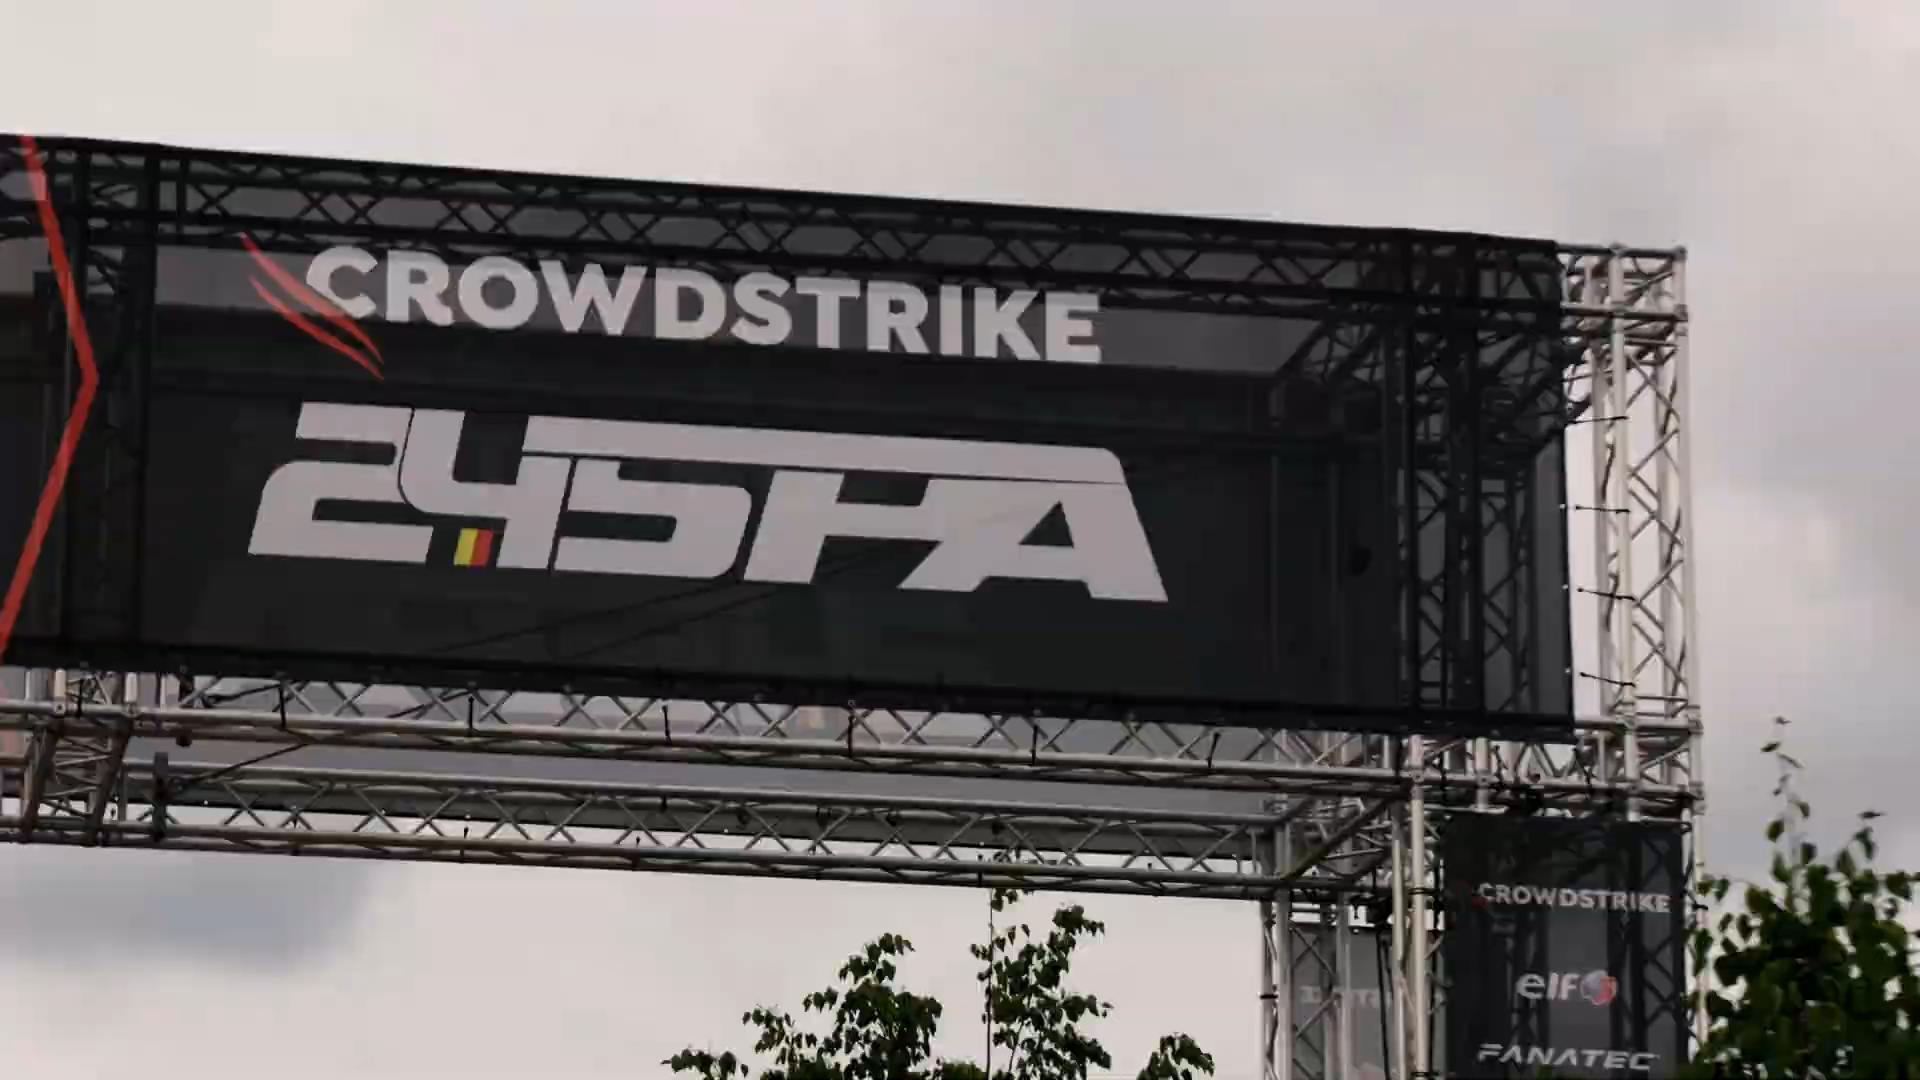 CROWDSTRIKE
24SPA
CROWDSTRIKE
elf
FANATEC